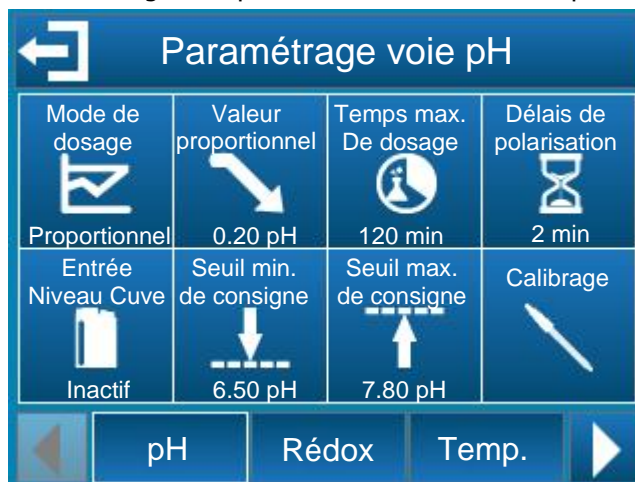 Paramétrage voie pH
Mode de
dosage
Proportionnel
Valeur
proportionnel
0.20 pH
Temps max.
De dosage
120 min
Délais de
polarisation
2 min
Entrée
Niveau Cuve
Inactif
Seuil min.
de consigne
6.50 pH
Seuil max.
de consigne
7.80 pH
Calibrage
pH
Rédox
Temp.